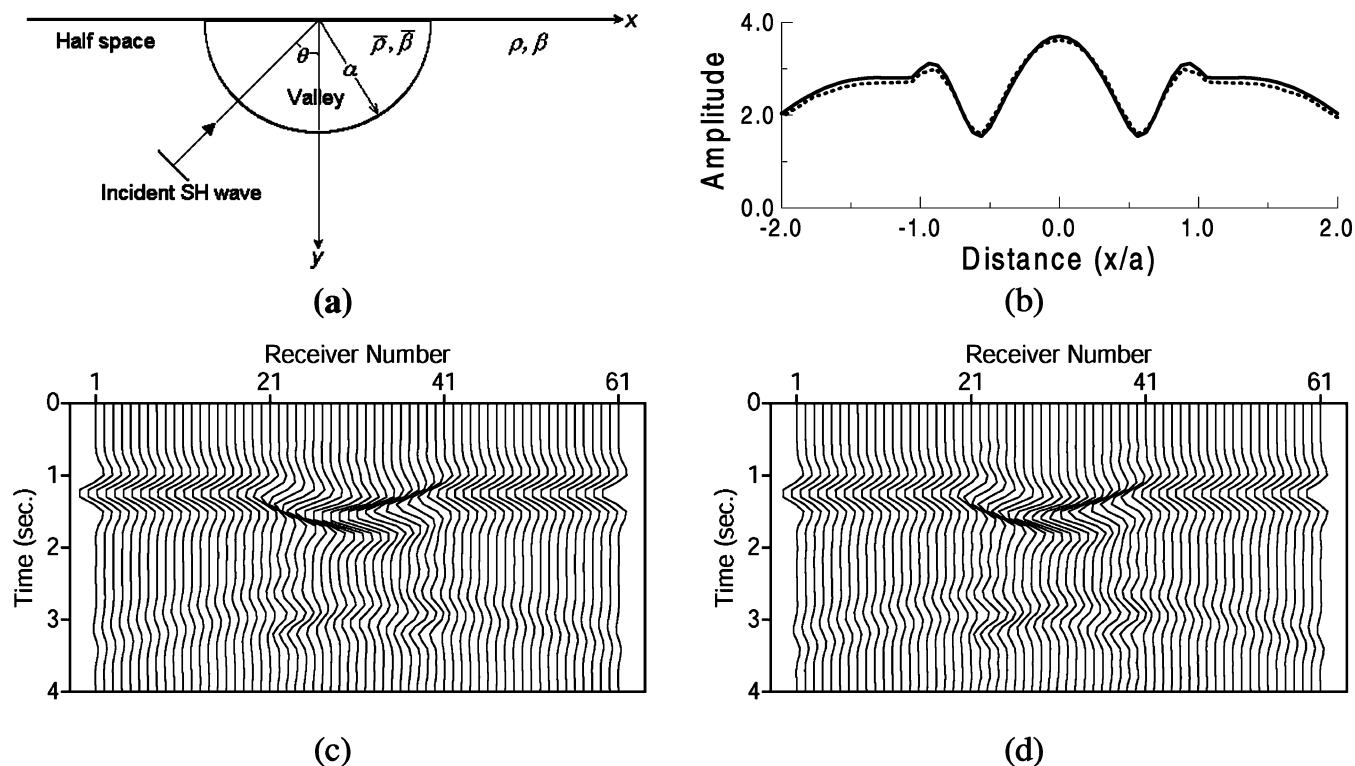 x
Half space
ρ̅, β̅
ρ, β
θ
a
Valley
Incident SH wave
y
(a)
Amplitude
4.0
2.0
0.0
-2.0 -1.0 0.0 1.0 2.0
Distance (x/a)
(b)
Receiver Number
1 21 41 61
Time (sec.)
0
1
2
3
4
(c)
Receiver Number
1 21 41 61
Time (sec.)
0
1
2
3
4
(d)